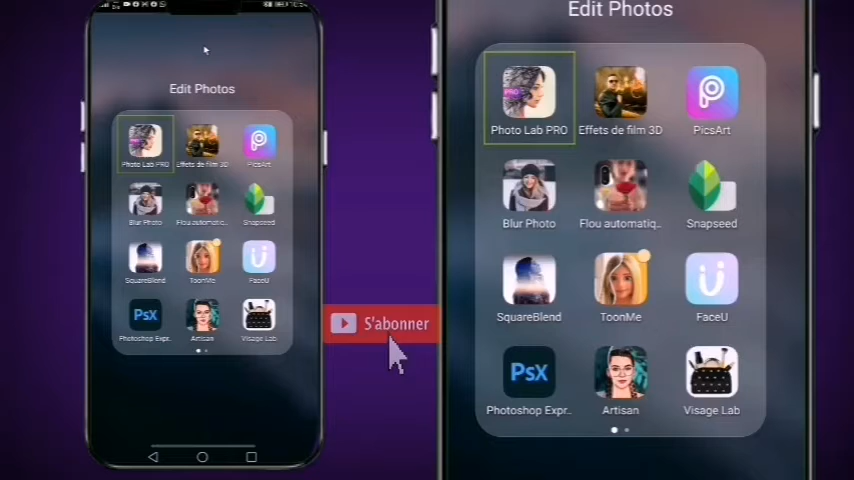 Edit Photos
Photo Lab PRO
Effets de film 3D
PicsArt
Blur Photo
Flou automatiq..
Snapseed
SquareBlend
ToonMe
FaceU
PsX
Photoshop Expr..
Artisan
Visage Lab
S'abonner
Edit Photos
PRO
Photo Lab PRO
Effets de film 3D
PicsArt
Blur Photo
Flou automatiq..
Snapseed
SquareBlend
ToonMe
FaceU
PsX
Photoshop Expr..
Artisan
Visage Lab